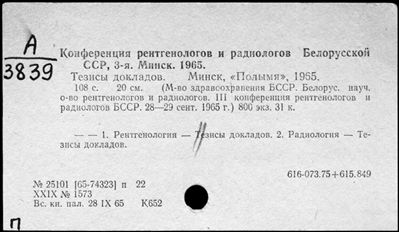 А
3839
Конференция рентгенологов и радиологов Белорусской
ССР, 3-я. Минск. 1965.
Тезисы докладов. Минск, «Полымя», 1965.
108 с. 20 см. (М-во здравоохранения БССР. Белорус. науч.
о-во рентгенологов и радиологов. III конференция рентгенологов и
радиологов БССР. 28—29 сент. 1965 г.) 800 экз. 31 к.
— — 1. Рентгенология — Тезисы докладов. 2. Радиология — Те-
зисы докладов.
616-073.75+615.849
№ 25101 [65-74323] п 22
XXIX № 1573
Вс. кн. пал. 28 IX 65 К652
П